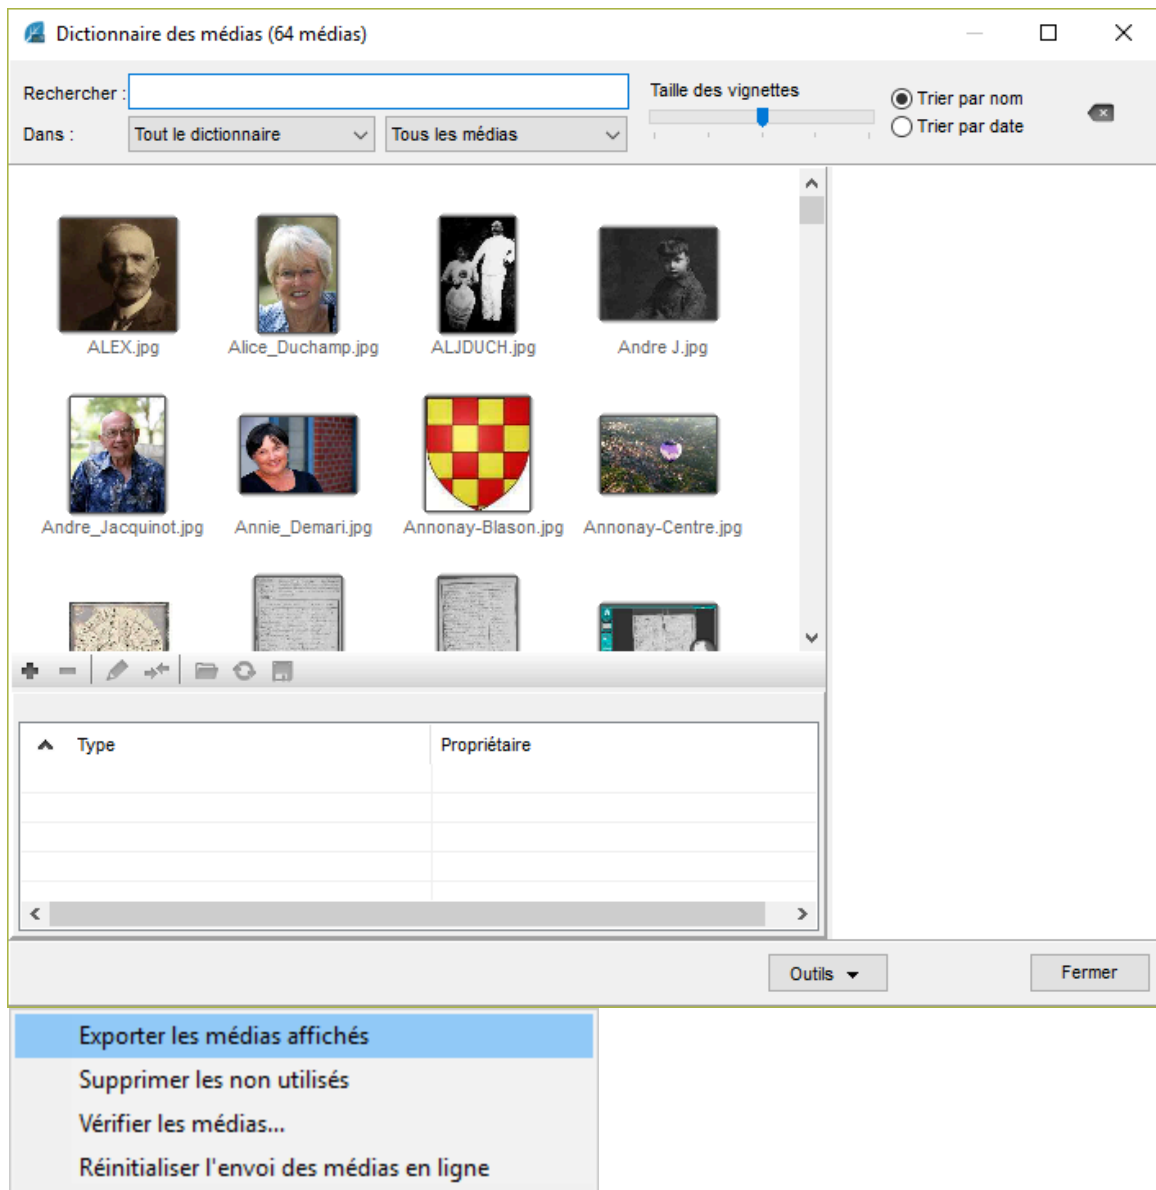 Dictionnaire des médias (64 médias)
Rechercher :
Taille des vignettes
Trier par nom
Dans :
Tout le dictionnaire
Tous les médias
Trier par date
ALEX.jpg
Alice_Duchamp.jpg
ALJDUCH.jpg
Andre J.jpg
Andre_Jacquinot.jpg
Annie_Demari.jpg
Annonay-Blason.jpg
Annonay-Centre.jpg
Type
Propriétaire
Outils
Fermer
Exporter les médias affichés
Supprimer les non utilisés
Vérifier les médias...
Réinitialiser l'envoi des médias en ligne